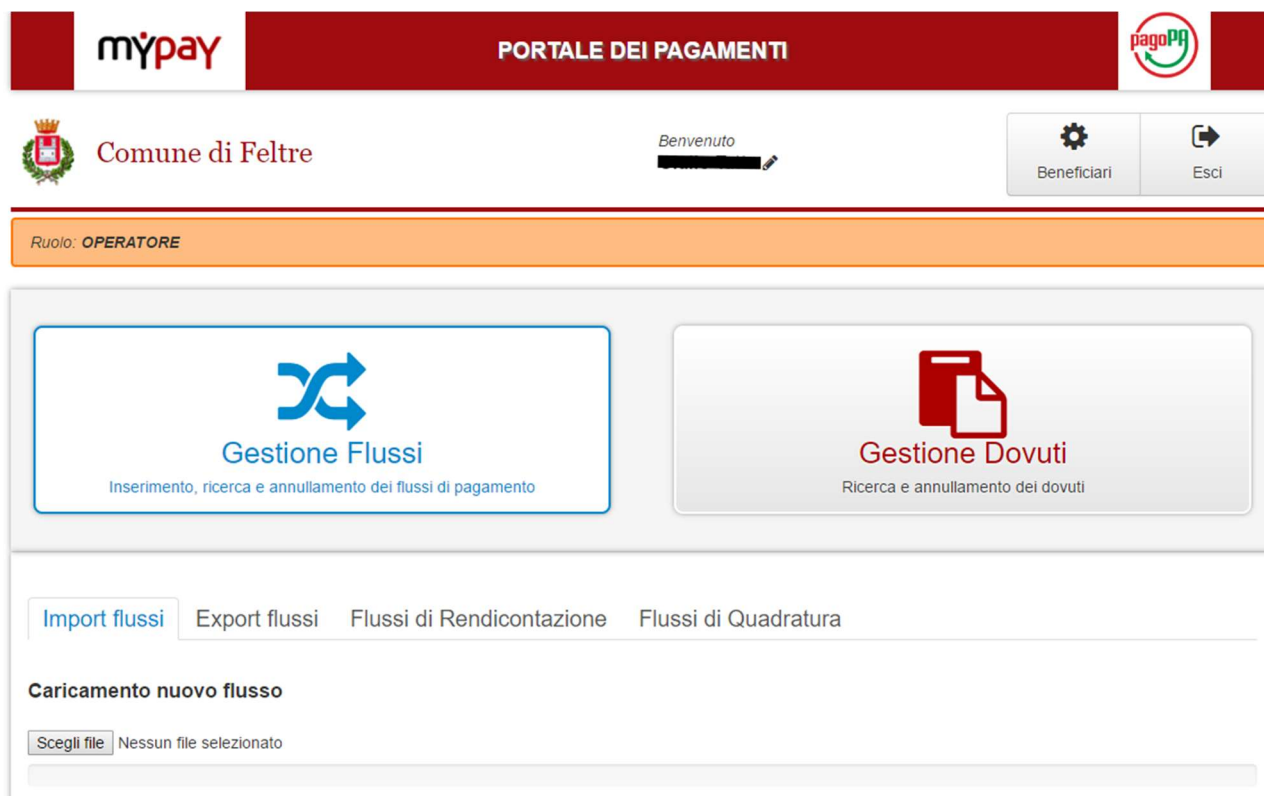 mypay
PORTALE DEI PAGAMENTI
pagoPA
Comune di Feltre
Benvenuto
Beneficiari
Esci
Ruolo: OPERATORE
Gestione Flussi
Inserimento, ricerca e annullamento dei flussi di pagamento
Gestione Dovuti
Ricerca e annullamento dei dovuti
Import flussi Export flussi Flussi di Rendicontazione Flussi di Quadratura
Caricamento nuovo flusso
Scegli file Nessun file selezionato